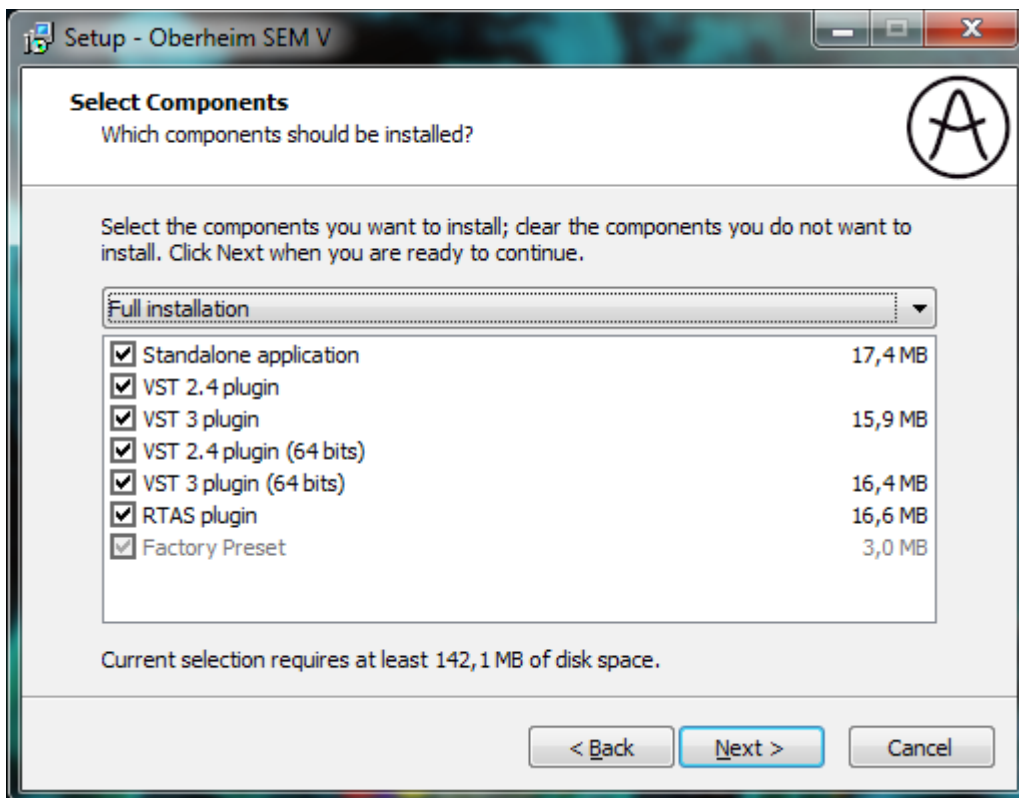 Setup - Oberheim SEM V
Select Components
Which components should be installed?
Select the components you want to install; clear the components you do not want to
install. Click Next when you are ready to continue.
Full installation
Standalone application 17,4 MB
VST 2.4 plugin
VST 3 plugin 15,9 MB
VST 2.4 plugin (64 bits)
VST 3 plugin (64 bits) 16,4 MB
RTAS plugin 16,6 MB
Factory Preset 3,0 MB
Current selection requires at least 142,1 MB of disk space.
< Back Next > Cancel